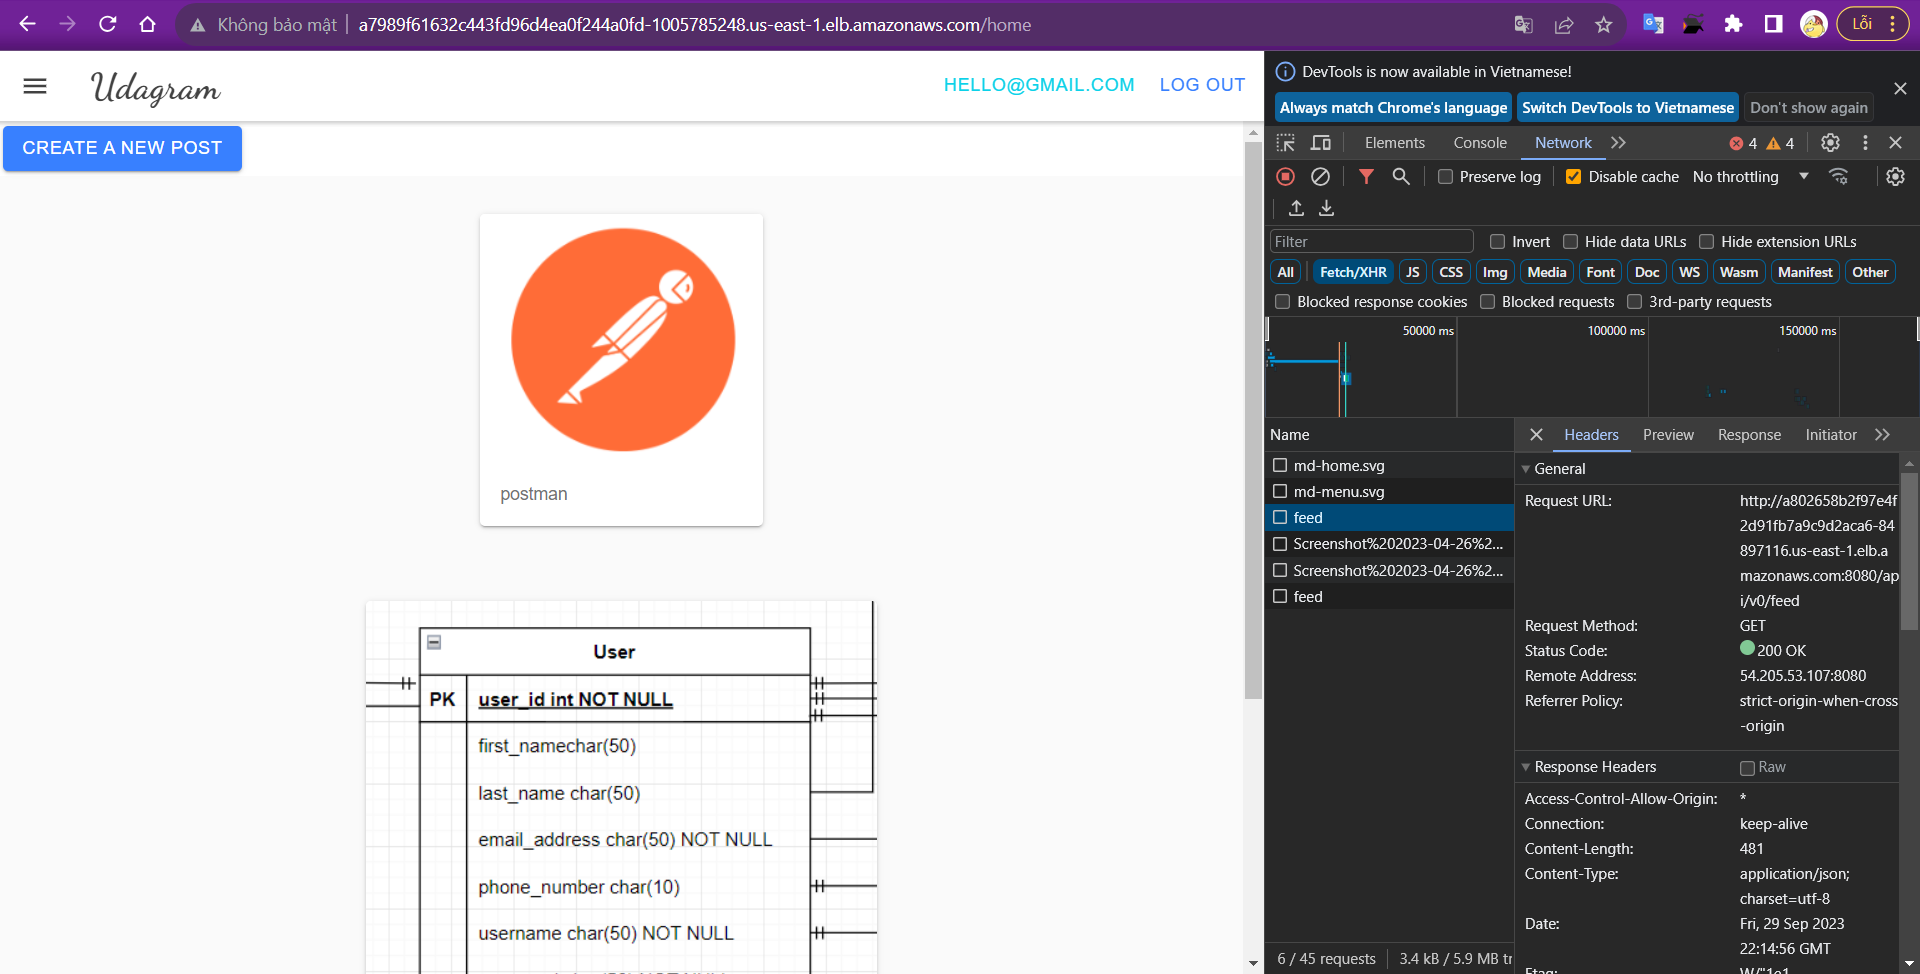 Không bảo mật
a7989f61632c443fd96d4ea0f244a0fd-1005785248.us-east-1.elb.amazonaws.com/home
Lỗi
Udagram
HELLO@GMAIL.COM
LOG OUT
CREATE A NEW POST
postman
User
PK
user_id int NOT NULL
first_namechar(50)
last_name char(50)
email_address char(50) NOT NULL
phone_number char(10)
username char(50) NOT NULL
DevTools is now available in Vietnamese!
Always match Chrome's language
Switch DevTools to Vietnamese
Don't show again
Elements
Console
Network
4
4
Preserve log
Disable cache
No throttling
Filter
Invert
Hide data URLs
Hide extension URLs
All
Fetch/XHR
JS
CSS
Img
Media
Font
Doc
WS
Wasm
Manifest
Other
Blocked response cookies
Blocked requests
3rd-party requests
50000 ms
100000 ms
150000 ms
Name
md-home.svg
md-menu.svg
feed
Screenshot%202023-04-26%2...
Screenshot%202023-04-26%2...
feed
6 / 45 requests
3.4 kB / 5.9 MB tr
Headers
Preview
Response
Initiator
General
Request URL:
http://a802658b2f97e4f
2d91fb7a9c9d2aca6-84
897116.us-east-1.elb.a
mazonaws.com:8080/ap
i/v0/feed
Request Method:
GET
Status Code:
200 OK
Remote Address:
54.205.53.107:8080
Referrer Policy:
strict-origin-when-cross
-origin
Response Headers
Raw
Access-Control-Allow-Origin:
*
Connection:
keep-alive
Content-Length:
481
Content-Type:
application/json;
charset=utf-8
Date:
Fri, 29 Sep 2023
22:14:56 GMT